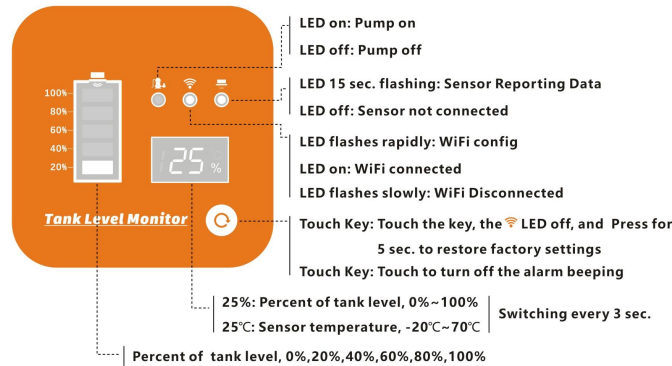 LED on: Pump on
LED off: Pump off
LED 15 sec. flashing: Sensor Reporting Data
LED off: Sensor not connected
LED flashes rapidly: WiFi config
LED on: WiFi connected
LED flashes slowly: WiFi Disconnected
100%
80%
60%
40%
20%
25 %
Tank Level Monitor
Touch Key: Touch the key, the LED off, and Press for
5 sec. to restore factory settings
Touch Key: Touch to turn off the alarm beeping
25%: Percent of tank level, 0%~100%
25℃: Sensor temperature, -20℃~70℃
Switching every 3 sec.
Percent of tank level, 0%,20%,40%,60%,80%,100%